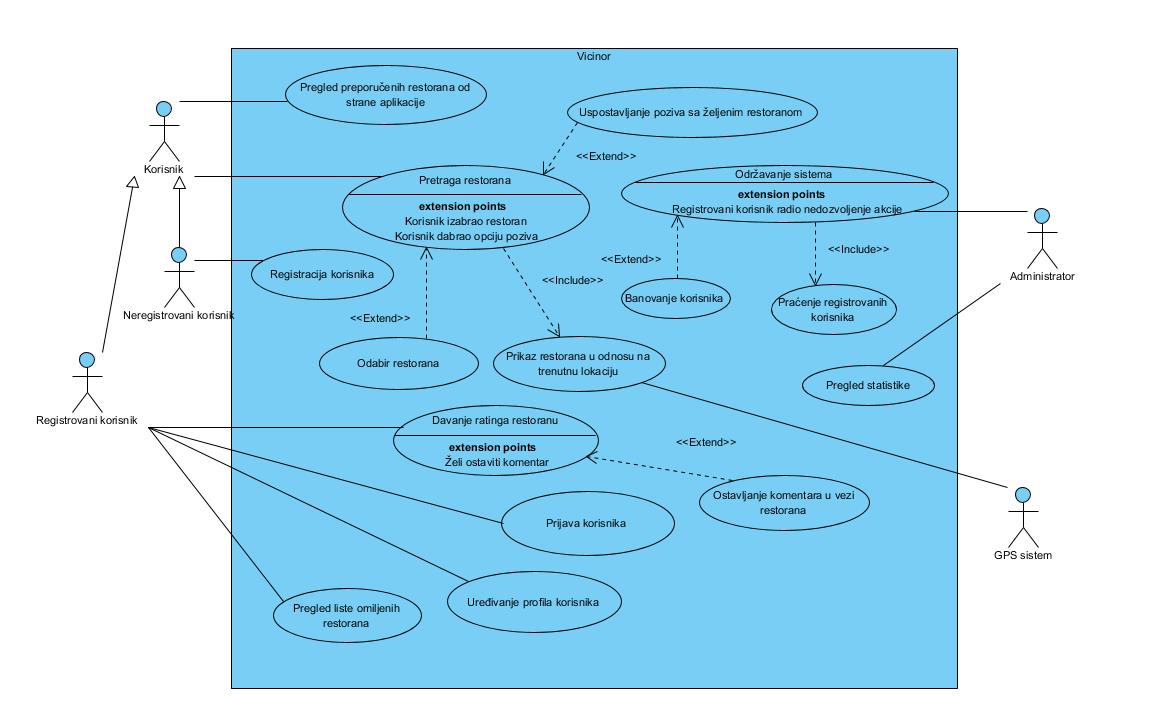 Vicinor
Pregled preporučenih restorana od
strane aplikacije
Uspostavljanje poziva sa željenim restoranom
Korisnik
<<Extend>>
Pretraga restorana
extension points
Korisnik izabrao restoran
Korisnik dabrao opciju poziva
Održavanje sistema
extension points
Registrovani korisnik radio nedozvoljenje akcije
Administrator
<<Include>>
<<Extend>>
<<Include>>
Registracija korisnika
Neregistrovani korisnik
Banovanje korisnika
Praćenje registrovanih
korisnika
<<Extend>>
Odabir restorana
Prikaz restorana u odnosu na
trenutnu lokaciju
Pregled statistike
Registrovani korisnik
Davanje ratinga restoranu
extension points
Želi ostaviti komentar
<<Extend>>
Ostavljanje komentara u vezi
restorana
Prijava korisnika
GPS sistem
Uređivanje profila korisnika
Pregled liste omiljenih
restorana